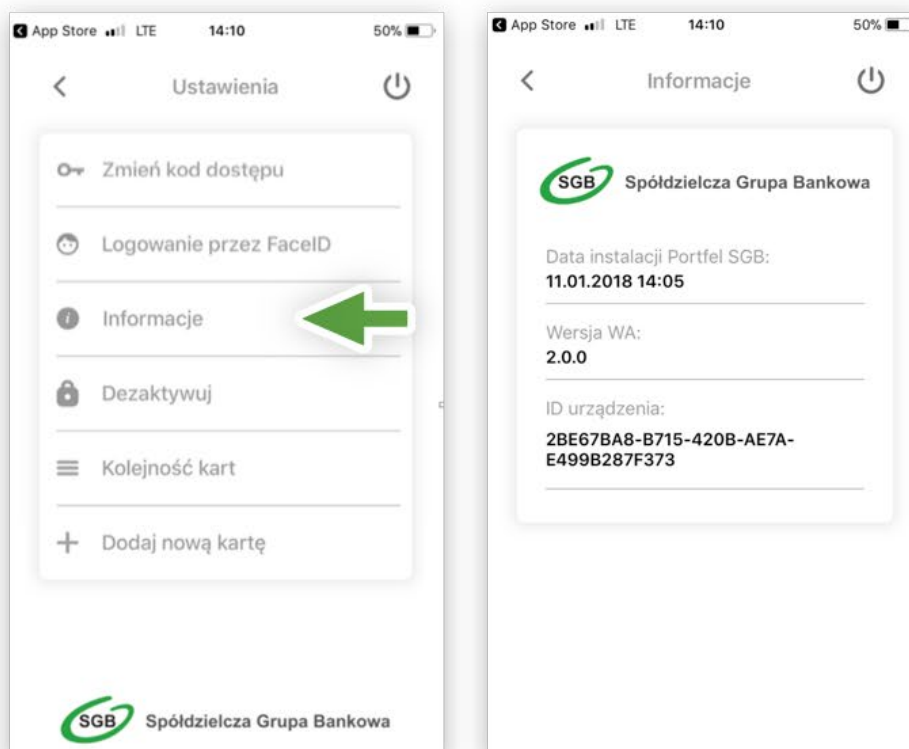 App Store LTE 14:10 50%
Ustawienia
Zmień kod dostępu
Logowanie przez FaceID
Informacje
Dezaktywuj
Kolejność kart
Dodaj nową kartę
SGB Spółdzielcza Grupa Bankowa
App Store LTE 14:10 50%
Informacje
SGB Spółdzielcza Grupa Bankowa
Data instalacji Portfel SGB:
11.01.2018 14:05
Wersja WA:
2.0.0
ID urządzenia:
2BE67BA8-B715-420B-AE7A-
E499B287F373